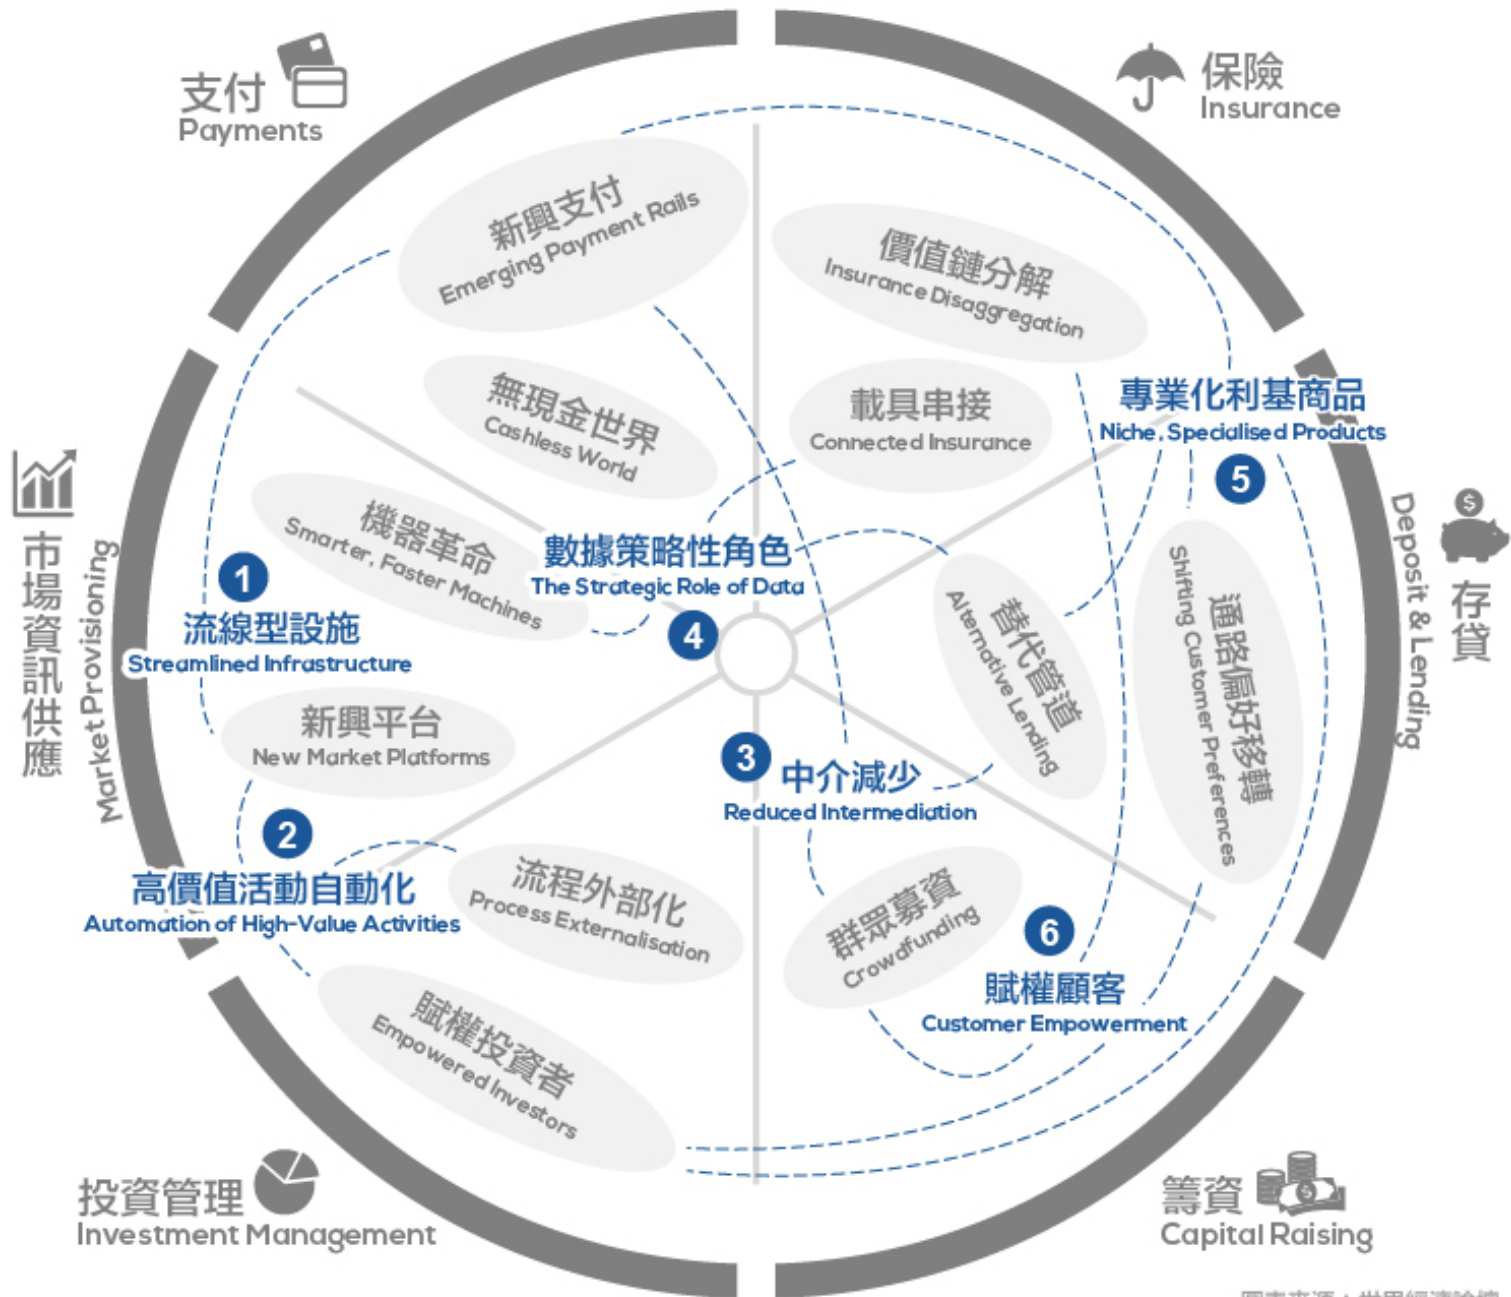 支付
Payments
保險
Insurance
新興支付
Emerging Payment Rails
價值鏈分解
Insurance Disaggregation
無現金世界
Cashless World
載具串接
Connected Insurance
專業化利基商品
Niche, Specialised Products
5
機器革命
Smarter, Faster Machines
數據策略性角色
The Strategic Role of Data
4
1
流線型設施
Streamlined Infrastructure
市場資訊供應
Market Provisioning
存貸
Deposit & Lending
替代管道
Alternative Lending
通路偏好移轉
Shifting Customer Preferences
新興平台
New Market Platforms
3
中介減少
Reduced Intermediation
2
高價值活動自動化
Automation of High-Value Activities
流程外部化
Process Externalisation
群眾募資
Crowdfunding
6
賦權顧客
Customer Empowerment
賦權投資者
Empowered Investors
投資管理
Investment Management
籌資
Capital Raising